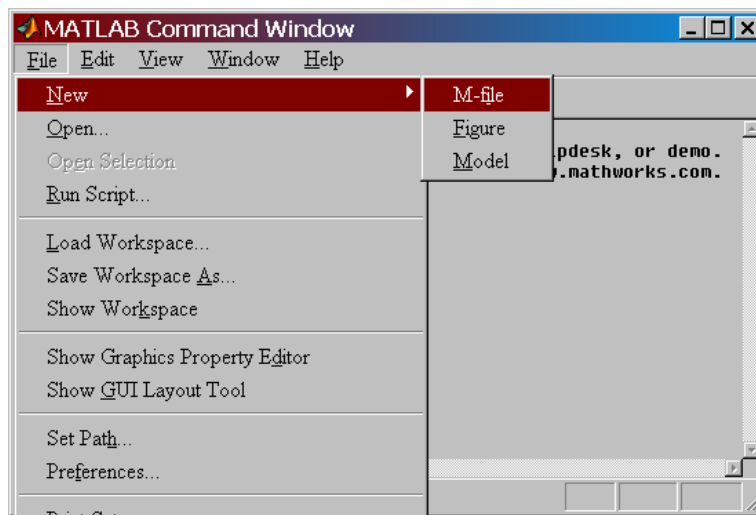 MATLAB Command Window
File Edit View Window Help
New
M-file
Open...
Figure
Open Selection
Model
pdesk, or demo.
.mathworks.com.
Run Script...
Load Workspace...
Save Workspace As...
Show Workspace
Show Graphics Property Editor
Show GUI Layout Tool
Set Path...
Preferences...